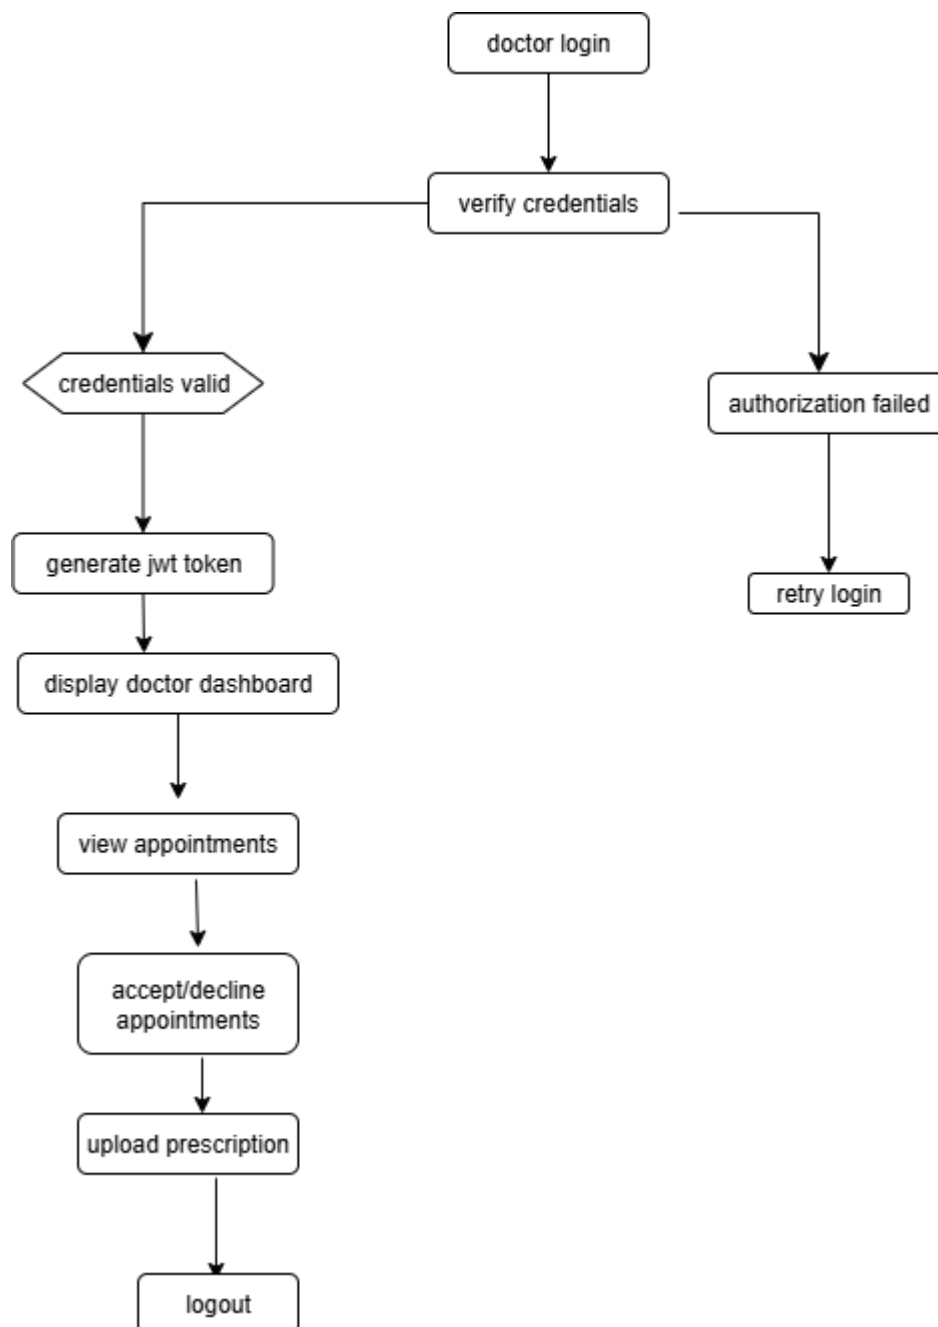 doctor login
verify credentials
credentials valid
authorization failed
generate jwt token
retry login
display doctor dashboard
view appointments
accept/decline
appointments
upload prescription
logout